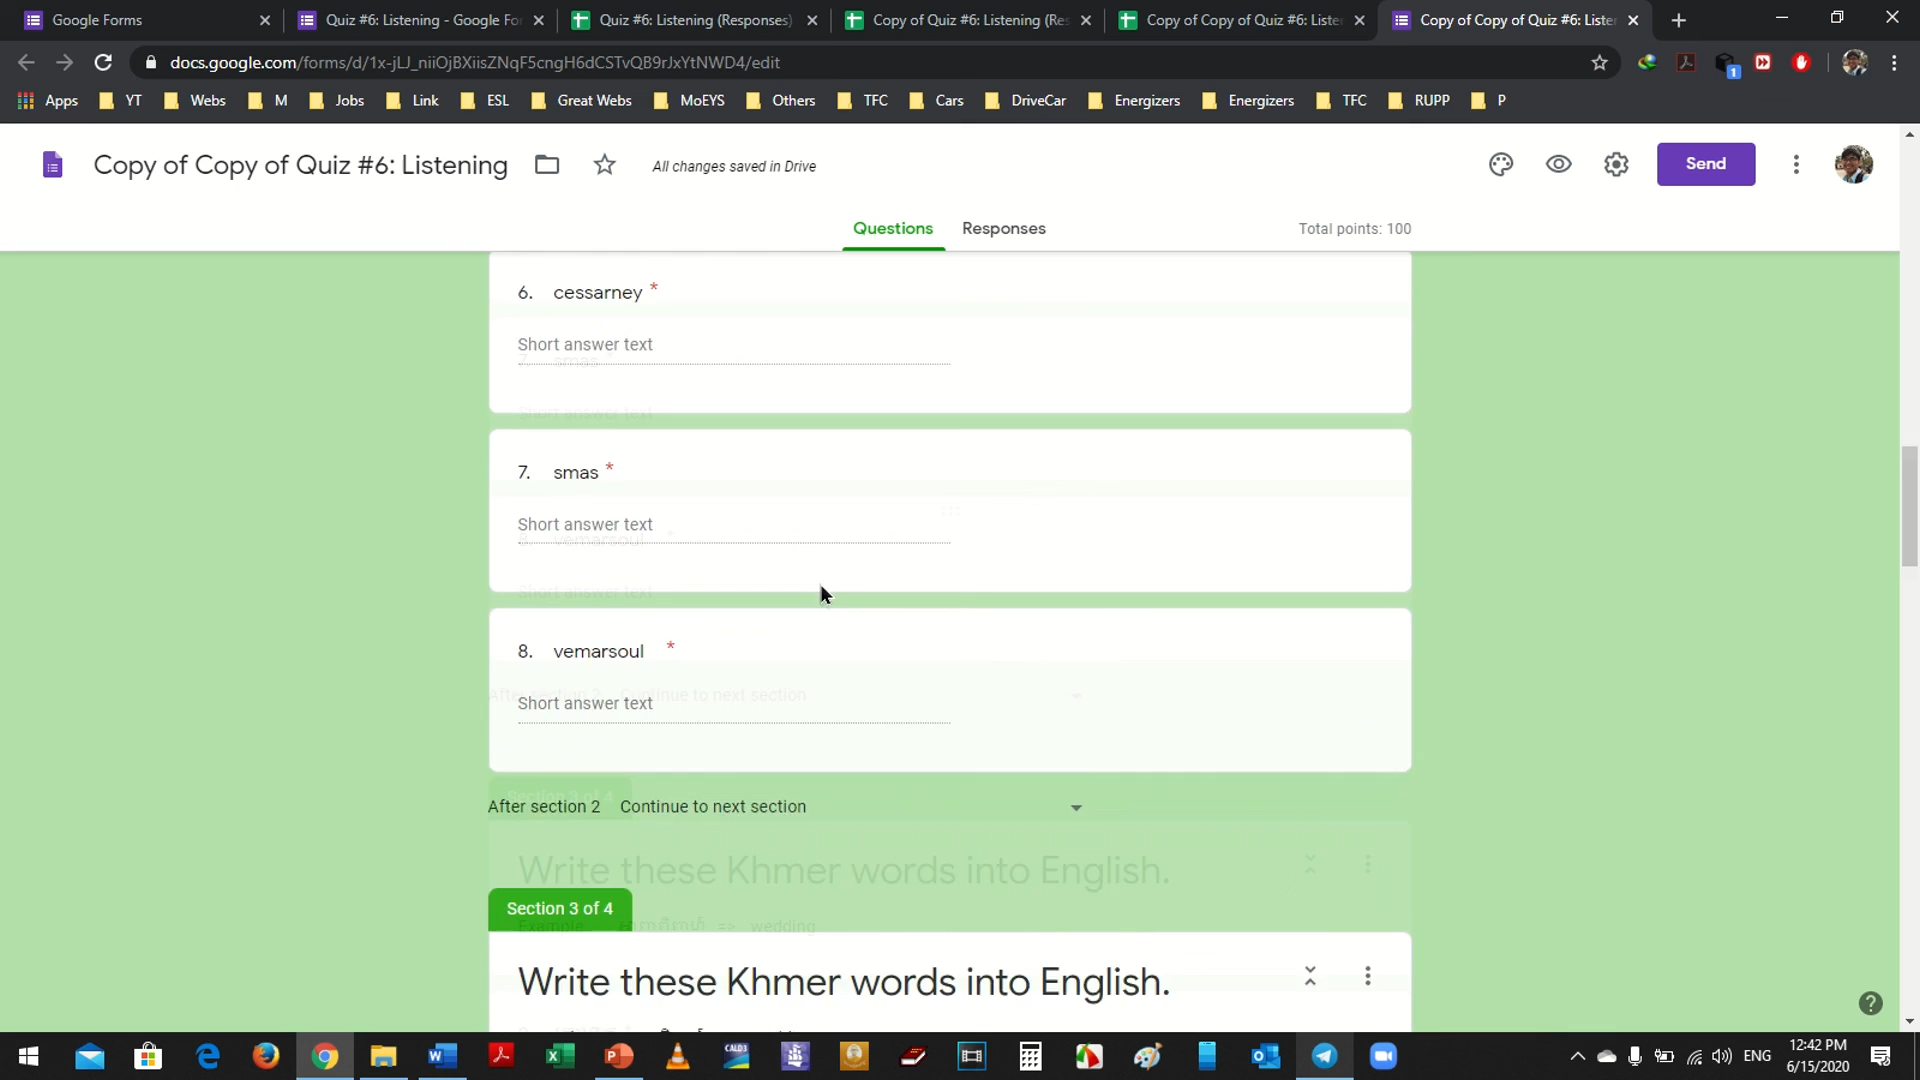 Google Forms
Quiz #6: Listening - Google For
Quiz #6: Listening (Responses)
Copy of Quiz #6: Listening (Res
Copy of Copy of Quiz #6: Liste
Copy of Copy of Quiz #6: Liste
docs.google.com/forms/d/1x-jLJ_niiOjBXiisZNqF5cngH6dCSTvQB9rJxYtNWD4/edit
Apps YT Webs M Jobs Link ESL Great Webs MoEYS Others TFC Cars DriveCar Energizers Energizers TFC RUPP P
Copy of Copy of Quiz #6: Listening
All changes saved in Drive
Send
Questions Responses Total points: 100
6. cessarney *
Short answer text
7. smas *
Short answer text
8. vemarsoul *
Short answer text
After section 2 Continue to next section
Section 3 of 4
Write these Khmer words into English.
ENG
12:42 PM
6/15/2020